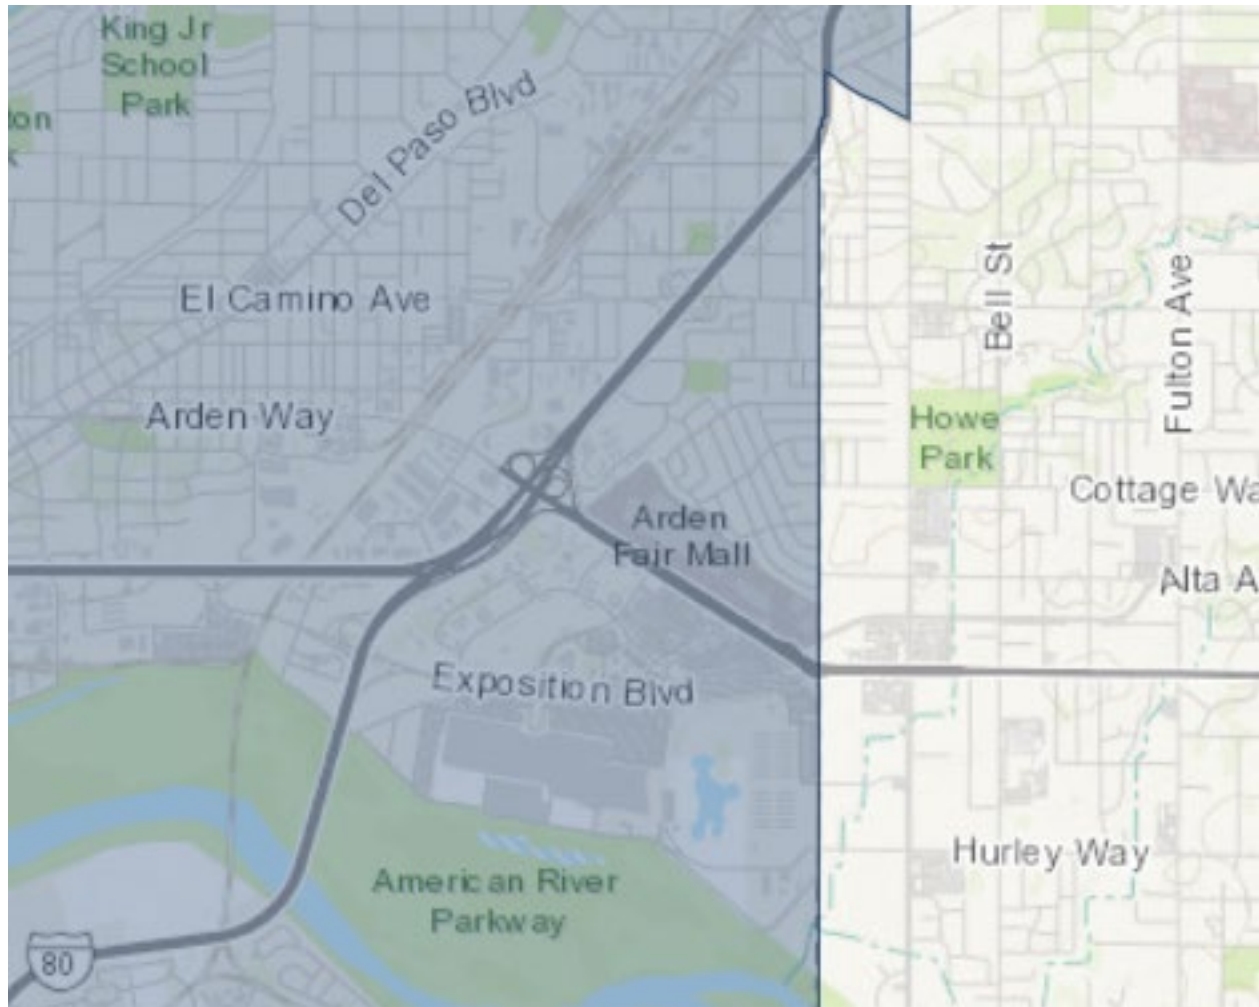 King Jr
School
Park
Del Paso Blvd
El Camino Ave
Bell St
Fulton Ave
Arden Way
Howe
Park
Cottage Wa
Arden
Fair Mall
Alta A
Exposition Blvd
Hurley Way
American River
Parkway
80